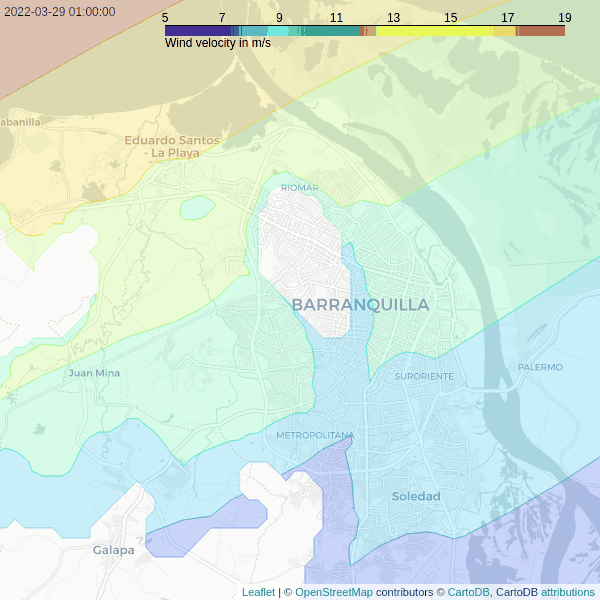 2022-03-29 01:00:00
5 7 9 11 13 15 17 19
Wind velocity in m/s
abanilla
Eduardo Santos
- La Playa
RIOMAR
BARRANQUILLA
Juan Mina
PALERMO
SURORIENTE
METROPOLITANA
Soledad
Galapa
Leaflet | © OpenStreetMap contributors © CartoDB, CartoDB attributions